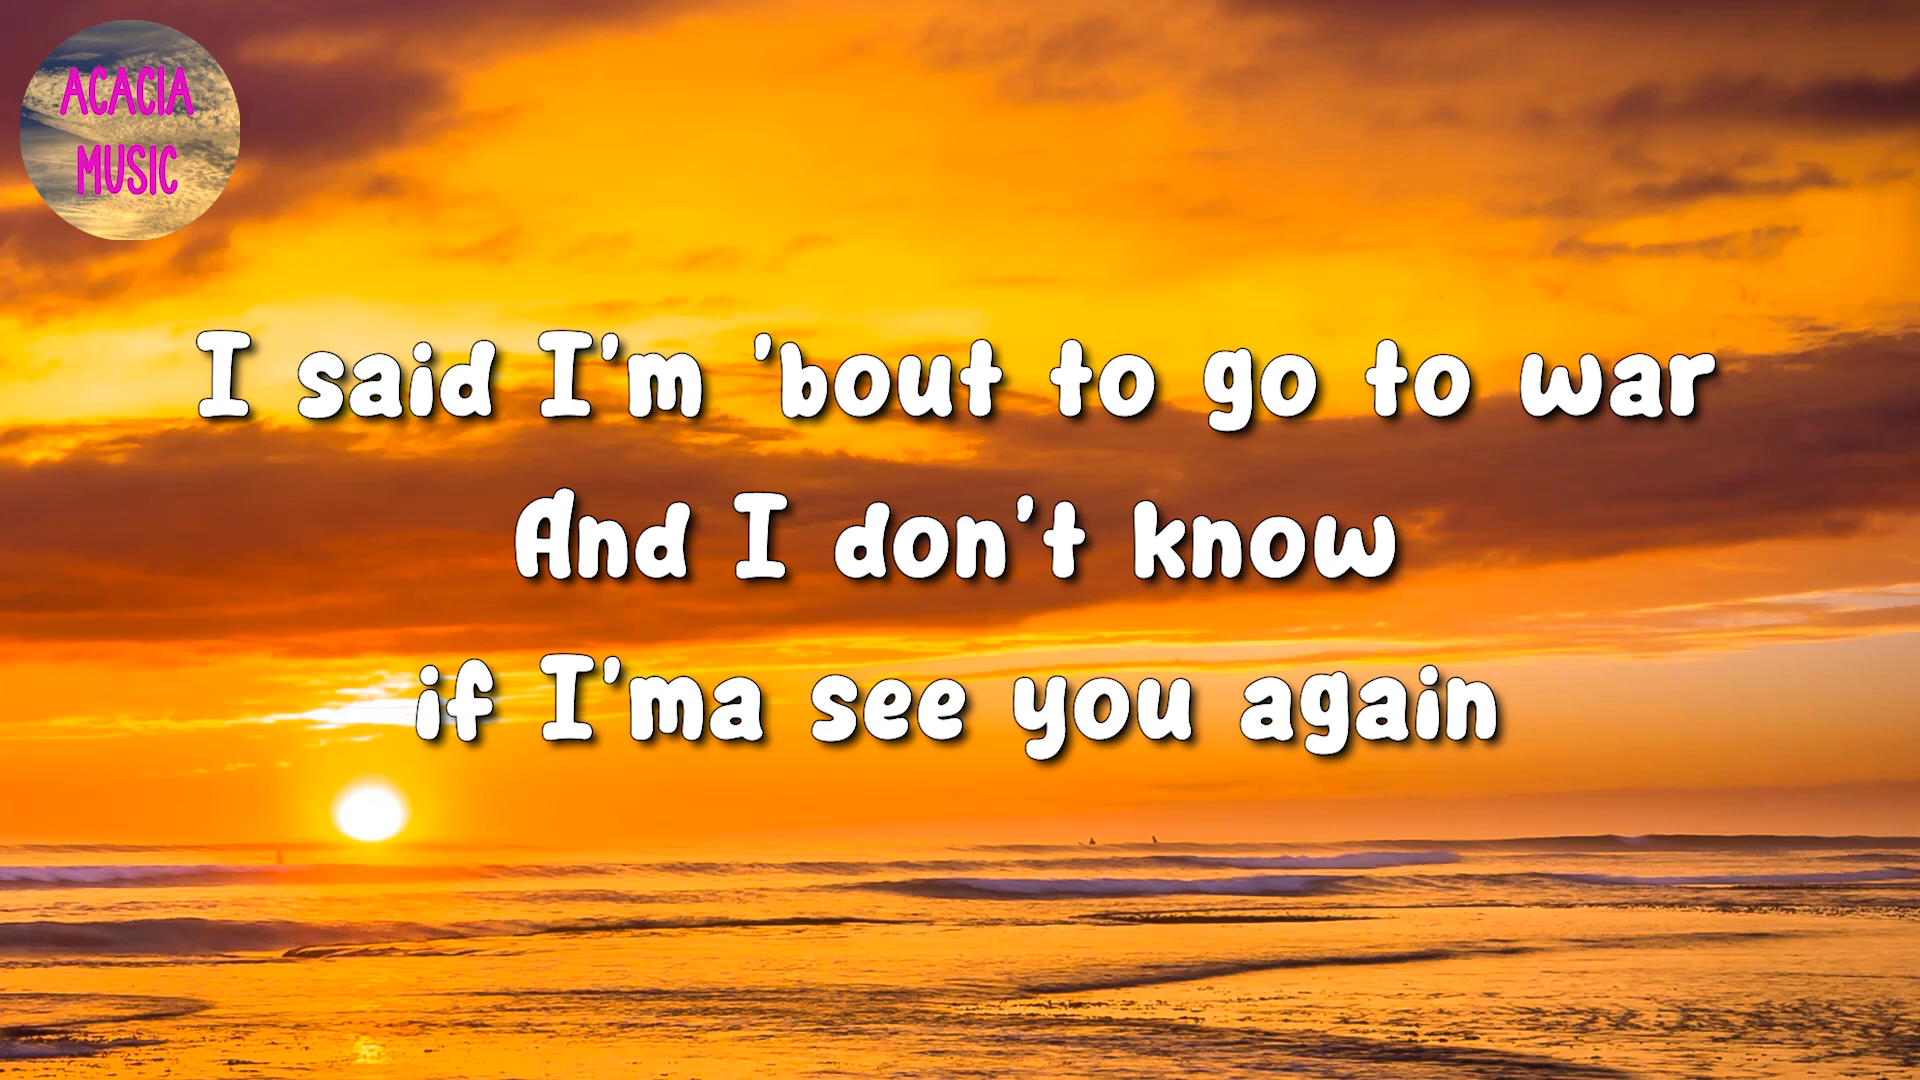 ACACIA
MUSIC
I said I'm 'bout to go to war
And I don't know
if I'ma see you again